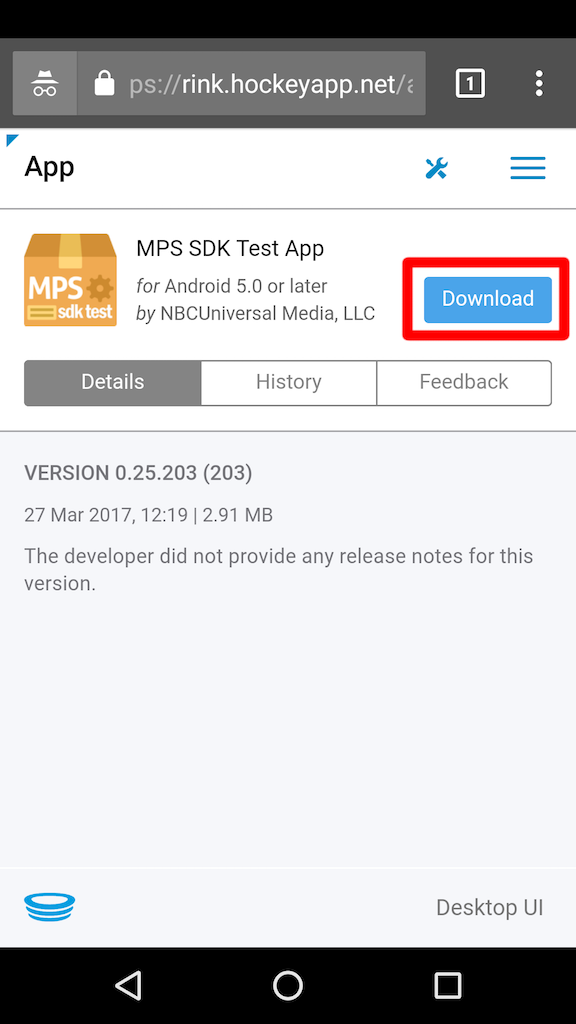 ps://rink.hockeyapp.net/a
1
App
MPS SDK Test App
for Android 5.0 or later
by NBCUniversal Media, LLC
MPS
sdk test
Download
Details
History
Feedback
VERSION 0.25.203 (203)
27 Mar 2017, 12:19 | 2.91 MB
The developer did not provide any release notes for this
version.
Desktop UI